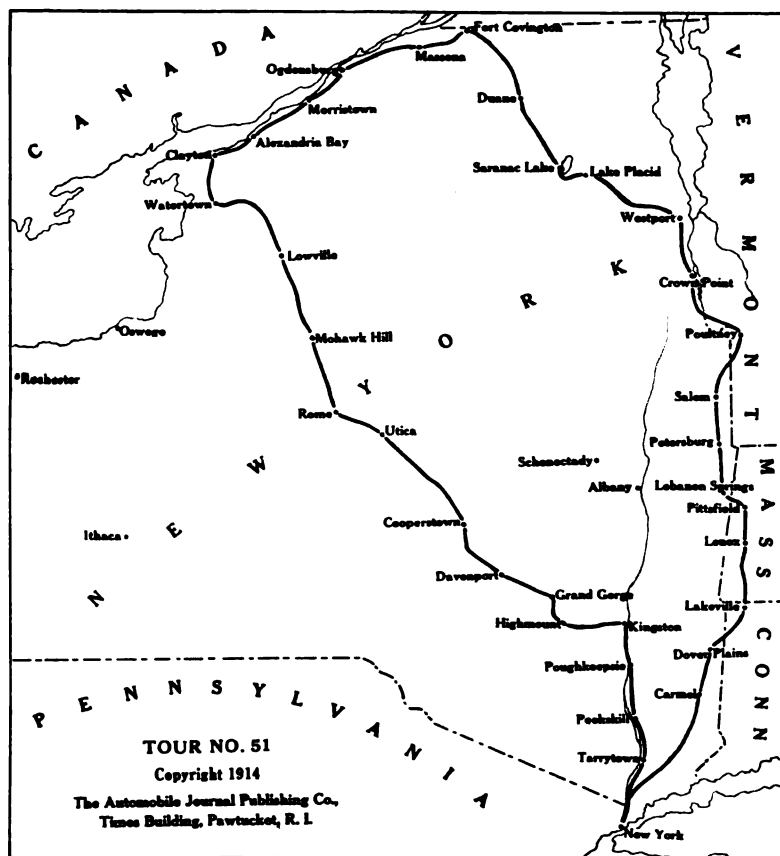 CANADA
Fort Covington
Massena
Ogdensburg
Morristown
Alexandria Bay
Clayton
Watertown
Duane
Saranac Lake
Lake Placid
Westport
VERMONT
Lowville
Crown Point
Oswego
Mohawk Hill
Poultney
Rochester
NEW YORK
Salem
Rome
Utica
Petersburg
Schenectady
MASS
Albany
Lobanon Springs
Pittsfield
Cooperstown
Ithaca
Lenox
Davenport
Grand Gorge
Lakeville
Highmount
Kingston
CONN
Poughkeepsie
Dover Plains
Carmel
PENNSYLVANIA
Peekskill
Tarrytown
New York
TOUR NO. 51
Copyright 1914
The Automobile Journal Publishing Co.,
Times Building, Pawtucket, R. I.